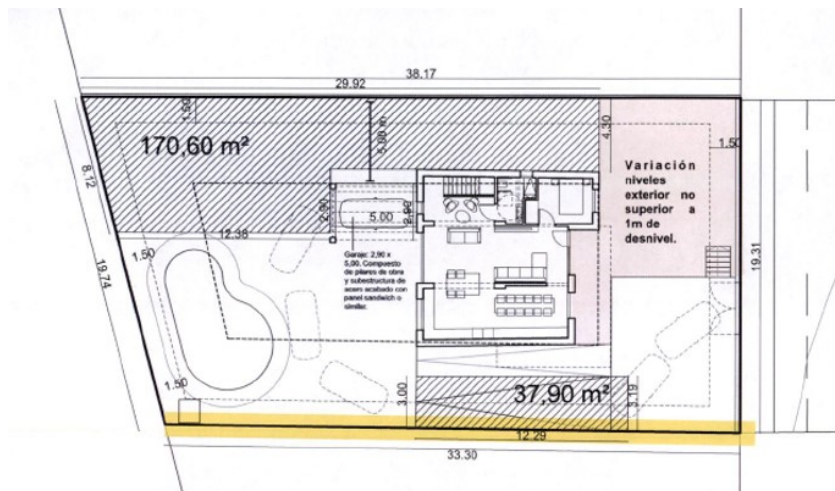 38.17
29.92
1.50
170,60 m²
5.00 m
4.30
1.50
Variación
niveles
exterior no
superior a
1m de
desnivel.
8.12
2.90
5.00
2.90
12.38
Garaje: 2,90 x
5,00. Compuesto
de pilares de obra
y subestructura de
acero acabado con
panel sandwich o
similar.
19.31
1.50
19.74
1.50
3.00
37,90 m²
3.19
12.29
33.30